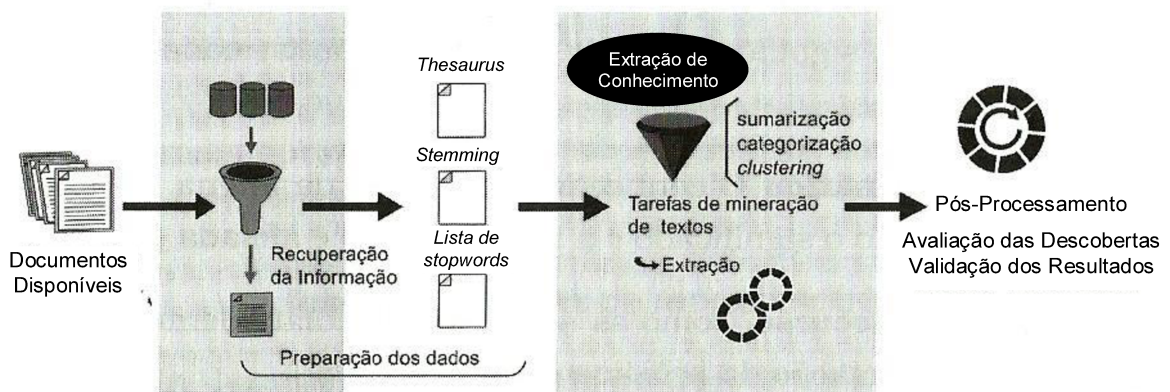 Documentos
Disponíveis
Recuperação
da Informação
Thesaurus
Stemming
Lista de
stopwords
Preparação dos dados
Extração de
Conhecimento
sumarização
categorização
clustering
Tarefas de mineração
de textos
Extração
Pós-Processamento
Avaliação das Descobertas
Validação dos Resultados